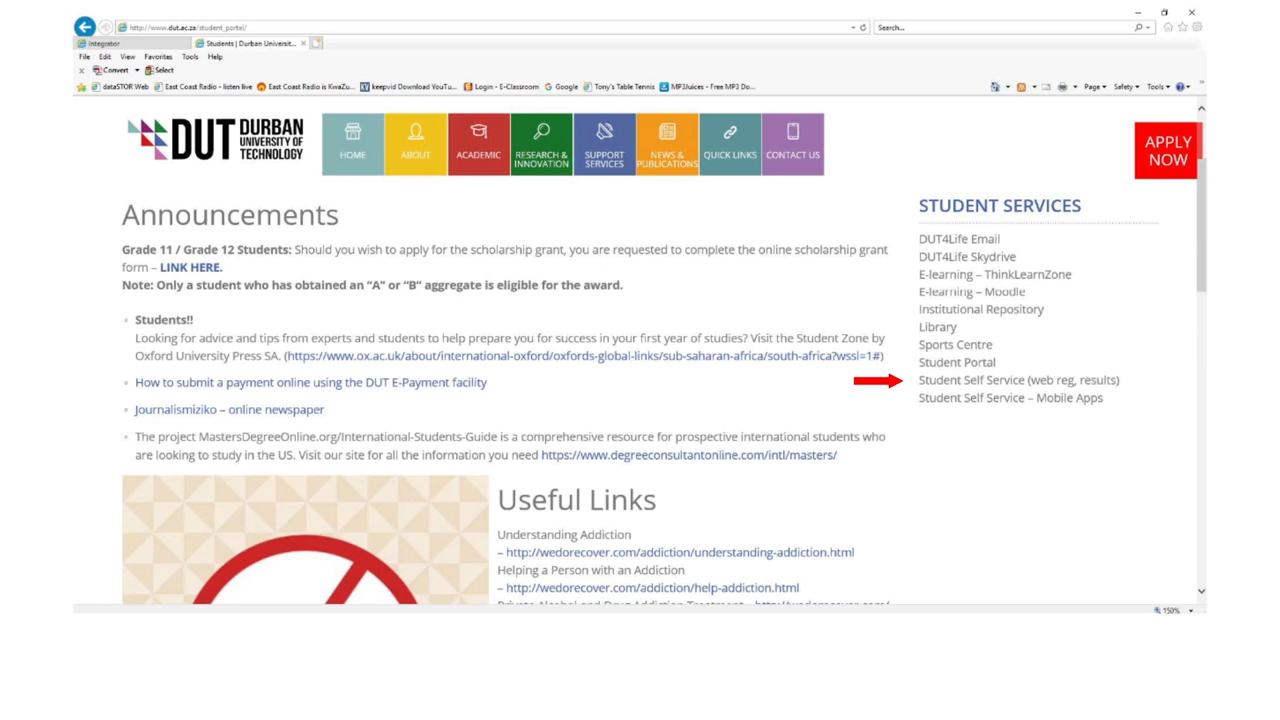 http://www.dut.ac.za/student_portal/
Search...
Integrator
Students | Durban Universit...
File Edit View Favorites Tools Help
x Convert Select
dataSTOR Web East Coast Radio - listen live East Coast Radio is KwaZu... keepvid Download YouTu... Login - E-Classroom Google Tony's Table Tennis MP3Juices - Free MP3 Do...
Page Safety Tools
DUT DURBAN UNIVERSITY OF TECHNOLOGY
HOME
ABOUT
ACADEMIC
RESEARCH & INNOVATION
SUPPORT SERVICES
NEWS & PUBLICATIONS
QUICK LINKS
CONTACT US
APPLY NOW
Announcements
Grade 11 / Grade 12 Students: Should you wish to apply for the scholarship grant, you are requested to complete the online scholarship grant
form – LINK HERE.
Note: Only a student who has obtained an “A” or “B” aggregate is eligible for the award.
Students!!
Looking for advice and tips from experts and students to help prepare you for success in your first year of studies? Visit the Student Zone by
Oxford University Press SA. (https://www.ox.ac.uk/about/international-oxford/oxfords-global-links/sub-saharan-africa/south-africa?wssl=1#)
How to submit a payment online using the DUT E-Payment facility
Journalismiziko – online newspaper
The project MastersDegreeOnline.org/International-Students-Guide is a comprehensive resource for prospective international students who
are looking to study in the US. Visit our site for all the information you need https://www.degreeconsultantonline.com/intl/masters/
STUDENT SERVICES
DUT4Life Email
DUT4Life Skydrive
E-learning – ThinkLearnZone
E-learning – Moodle
Institutional Repository
Library
Sports Centre
Student Portal
Student Self Service (web reg, results)
Student Self Service – Mobile Apps
Useful Links
Understanding Addiction
– http://wedorecover.com/addiction/understanding-addiction.html
Helping a Person with an Addiction
– http://wedorecover.com/addiction/help-addiction.html
Private Alcohol and Drug Addiction Treatment – http://wedorecover.com/
150%